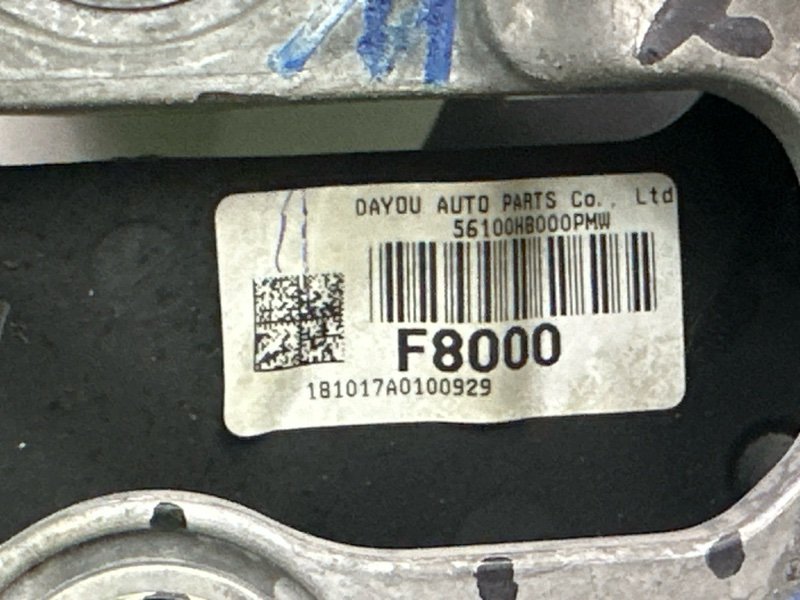 DAYOU AUTO PARTS Co., Ltd
56100H8000PMW
F8000
181017A0100929